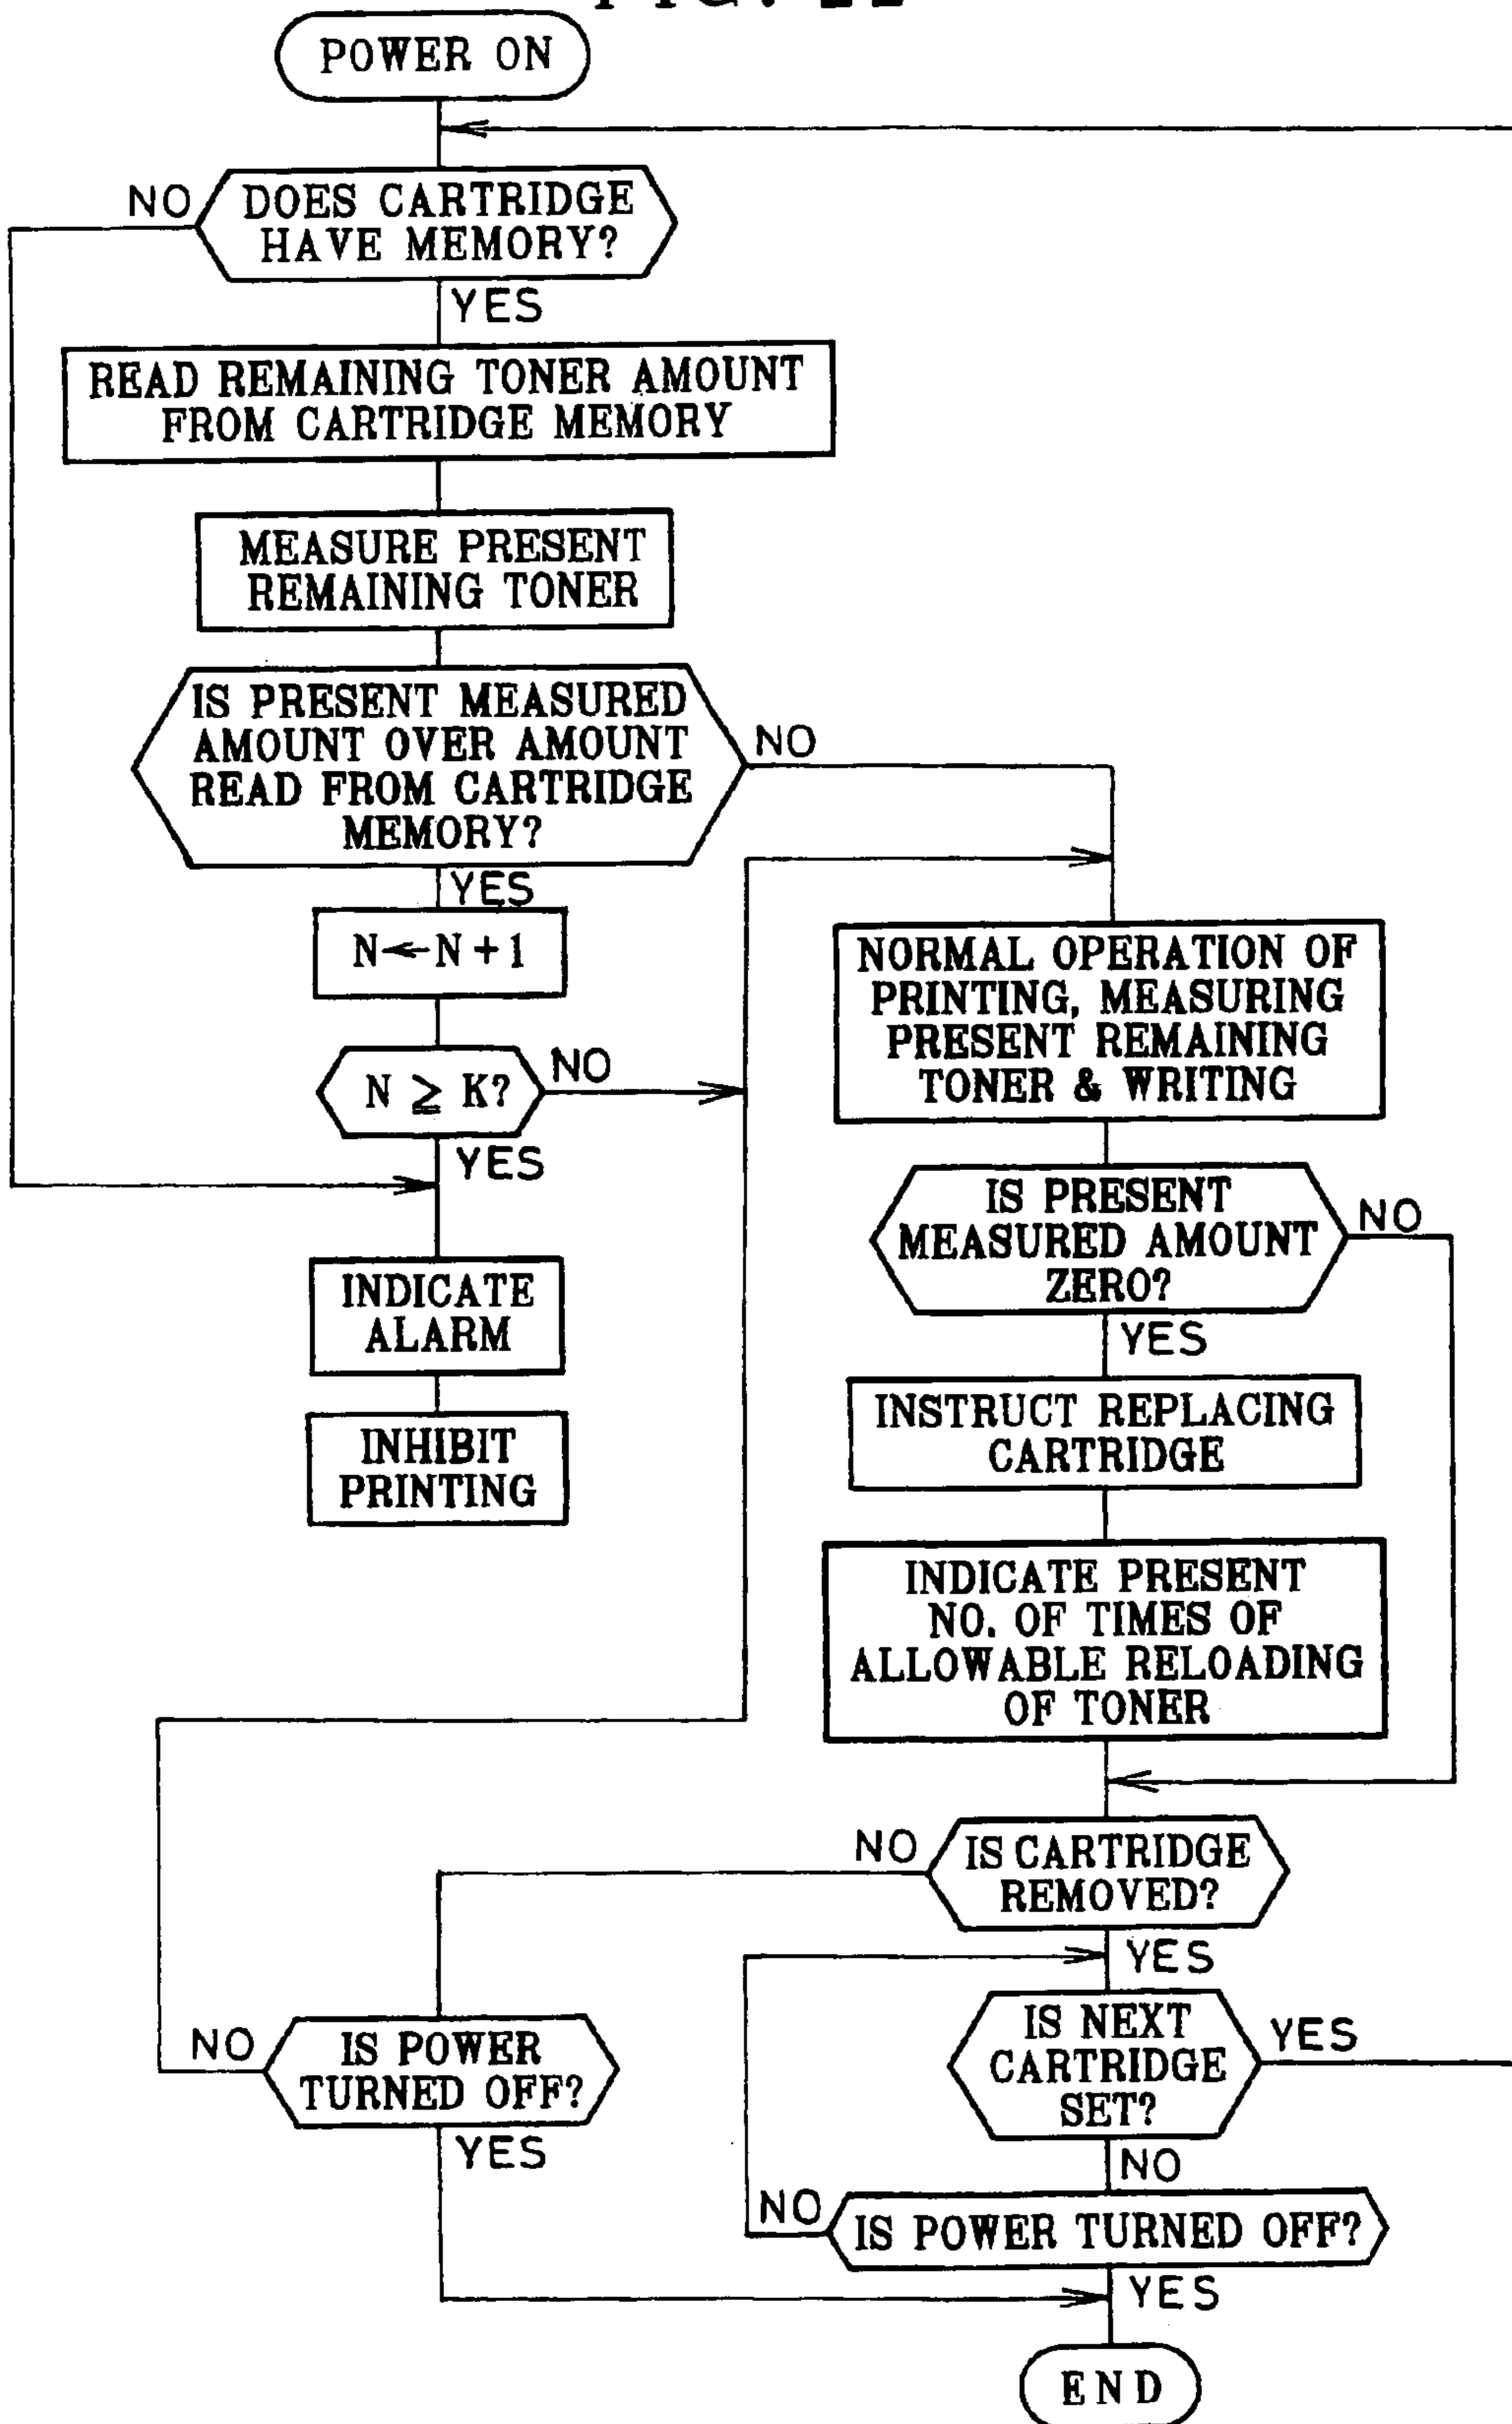 POWER ON
NO
DOES CARTRIDGE
HAVE MEMORY?
YES
READ REMAINING TONER AMOUNT
FROM CARTRIDGE MEMORY
MEASURE PRESENT
REMAINING TONER
IS PRESENT MEASURED
AMOUNT OVER AMOUNT
READ FROM CARTRIDGE
MEMORY?
NO
YES
N←N+1
N ≧ K?
NO
YES
INDICATE
ALARM
INHIBIT
PRINTING
NORMAL OPERATION OF
PRINTING, MEASURING
PRESENT REMAINING
TONER & WRITING
IS PRESENT
MEASURED AMOUNT
ZERO?
NO
YES
INSTRUCT REPLACING
CARTRIDGE
INDICATE PRESENT
NO. OF TIMES OF
ALLOWABLE RELOADING
OF TONER
NO
IS CARTRIDGE
REMOVED?
YES
NO
IS POWER
TURNED OFF?
YES
IS NEXT
CARTRIDGE
SET?
YES
NO
NO
IS POWER TURNED OFF?
YES
END